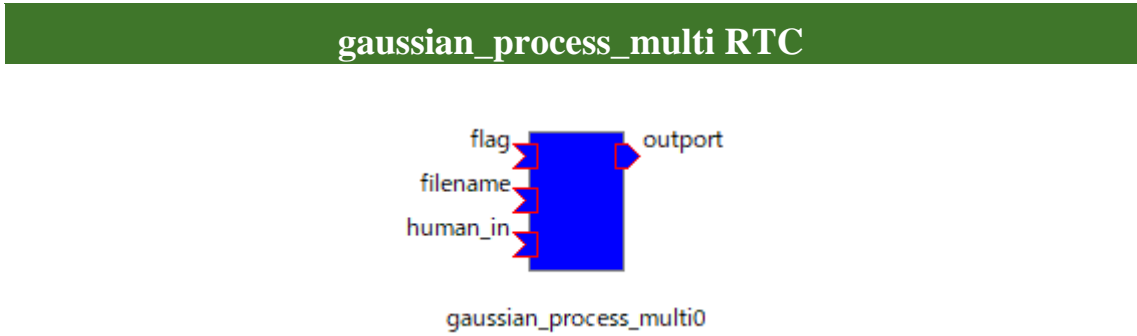 gaussian_process_multi RTC
flag
outport
filename
human_in
gaussian_process_multi0